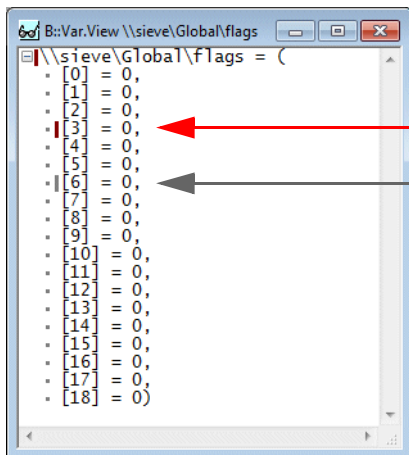 B::Var.View \\sieve\Global\flags
\\sieve\Global\flags = (
[0] = 0,
[1] = 0,
[2] = 0,
[3] = 0,
[4] = 0,
[5] = 0,
[6] = 0,
[7] = 0,
[8] = 0,
[9] = 0,
[10] = 0,
[11] = 0,
[12] = 0,
[13] = 0,
[14] = 0,
[15] = 0,
[16] = 0,
[17] = 0,
[18] = 0)